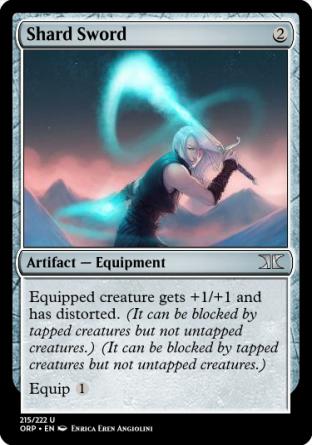 Shard Sword 2
Artifact — Equipment
Equipped creature gets +1/+1 and
has distorted. (It can be blocked by
tapped creatures but not untapped
creatures.) (It can be blocked by
tapped creatures but not untapped
creatures.)
Equip 1
215/222 U
ORP • EN Enrica Eren Angiolini